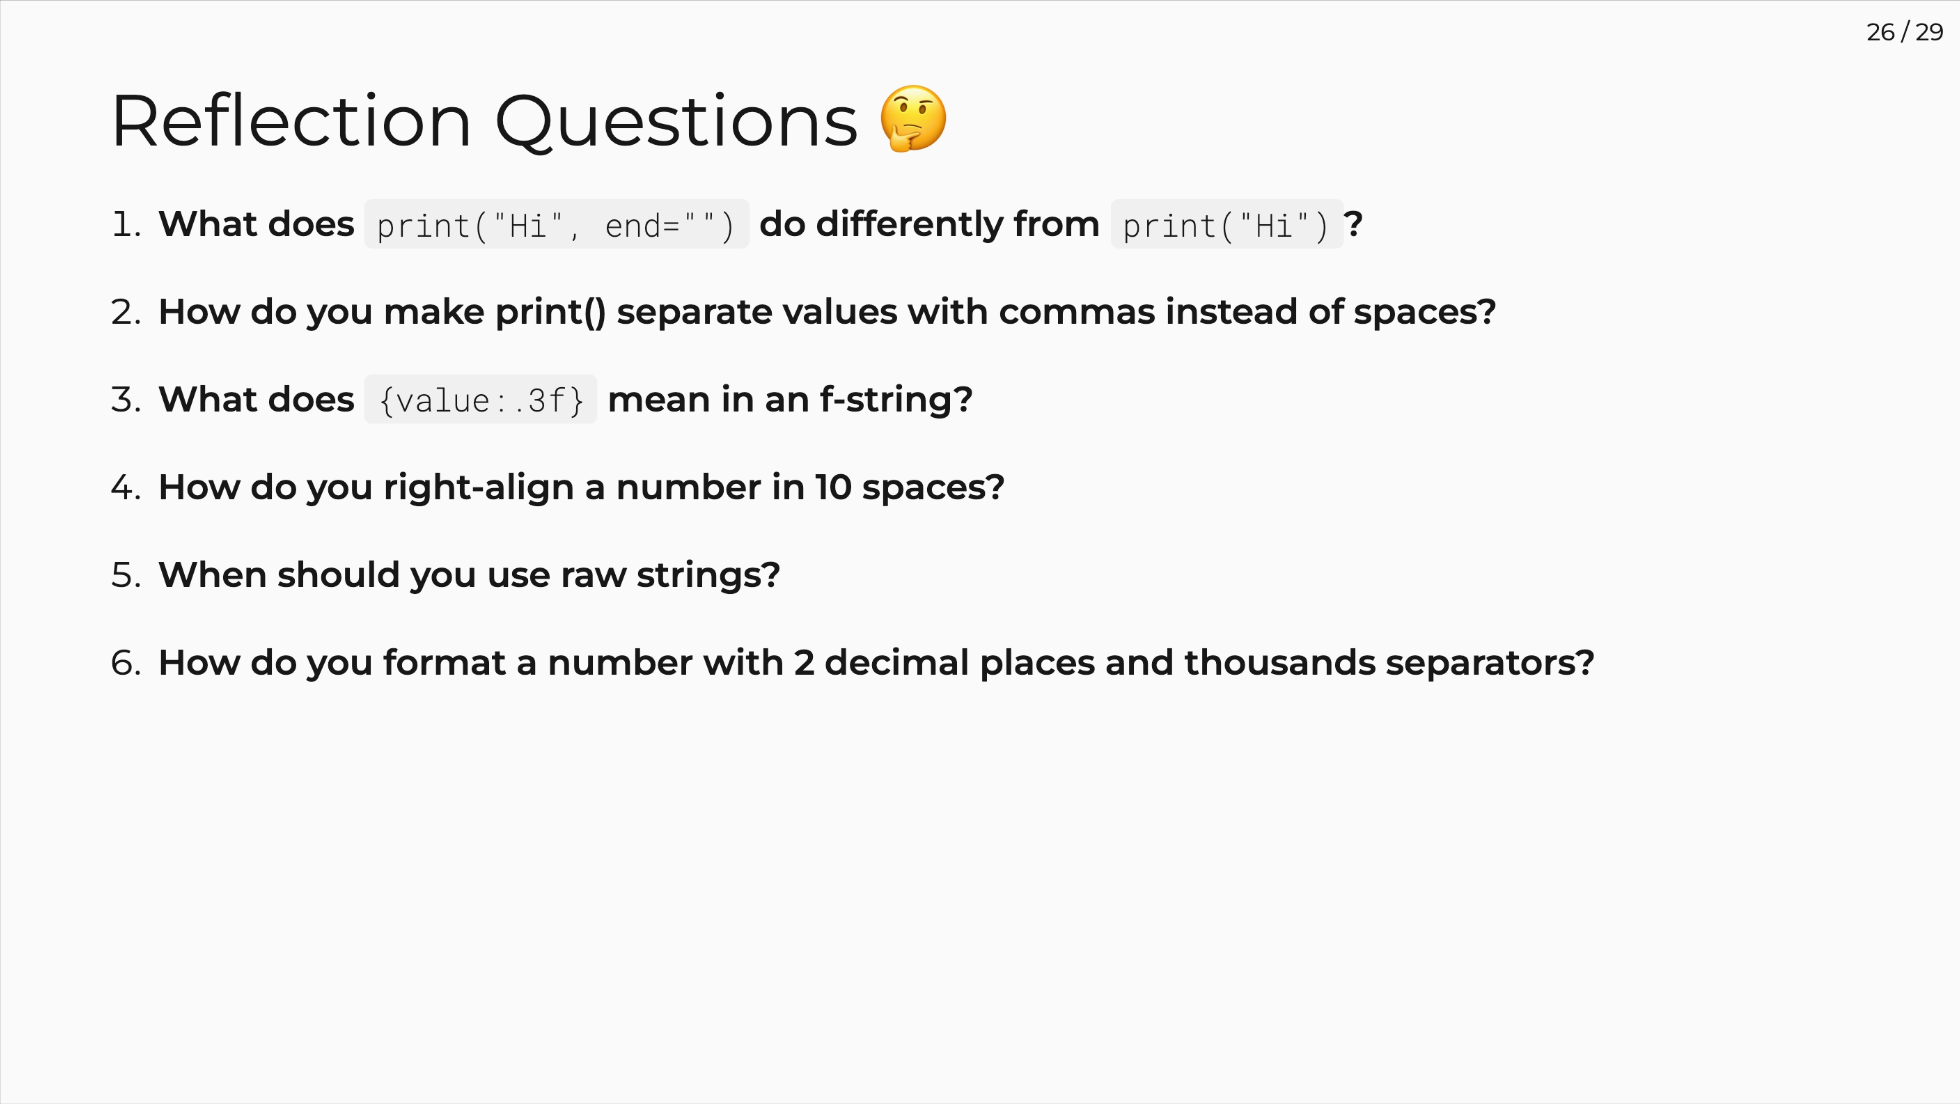 26 / 29
Reflection Questions 🤔
1. What does print("Hi", end="") do differently from print("Hi")?
2. How do you make print() separate values with commas instead of spaces?
3. What does {value:.3f} mean in an f-string?
4. How do you right-align a number in 10 spaces?
5. When should you use raw strings?
6. How do you format a number with 2 decimal places and thousands separators?